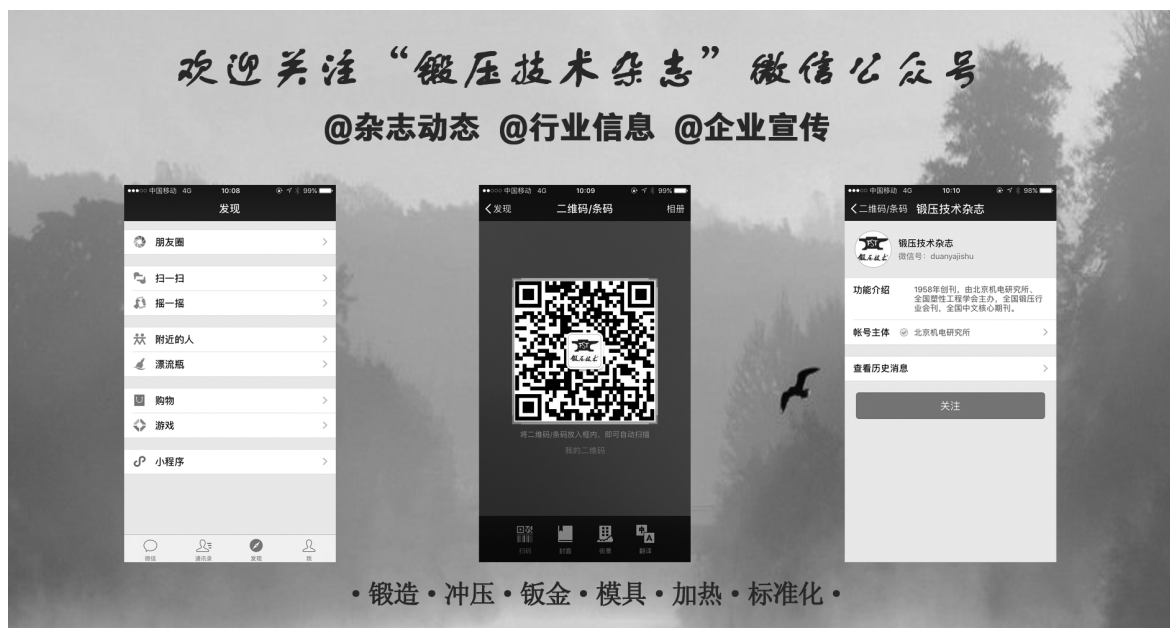 欢迎关注“锻压技术杂志”微信公众号
@杂志动态 @行业信息 @企业宣传
●●●○○ 中国移动 4G 10:08 99%
发现
朋友圈
扫一扫
摇一摇
附近的人
漂流瓶
购物
游戏
小程序
微信 通讯录 发现 我
●●○○○ 中国移动 4G 10:09 99%
发现 二维码/条码 相册
FST
锻压技术
将二维码/条码放入框内，即可自动扫描
我的二维码
扫码 封面 街景 翻译
中
A
●●●○○ 中国移动 4G 10:10 98%
二维码/条码 锻压技术杂志
FST
锻压技术
锻压技术杂志
微信号：duanyajishu
功能介绍 1958年创刊，由北京机电研究所、
全国塑性工程学会主办，全国锻压行
业会刊，全国中文核心期刊。
帐号主体 北京机电研究所
查看历史消息
关注
•锻造•冲压•钣金•模具•加热•标准化•